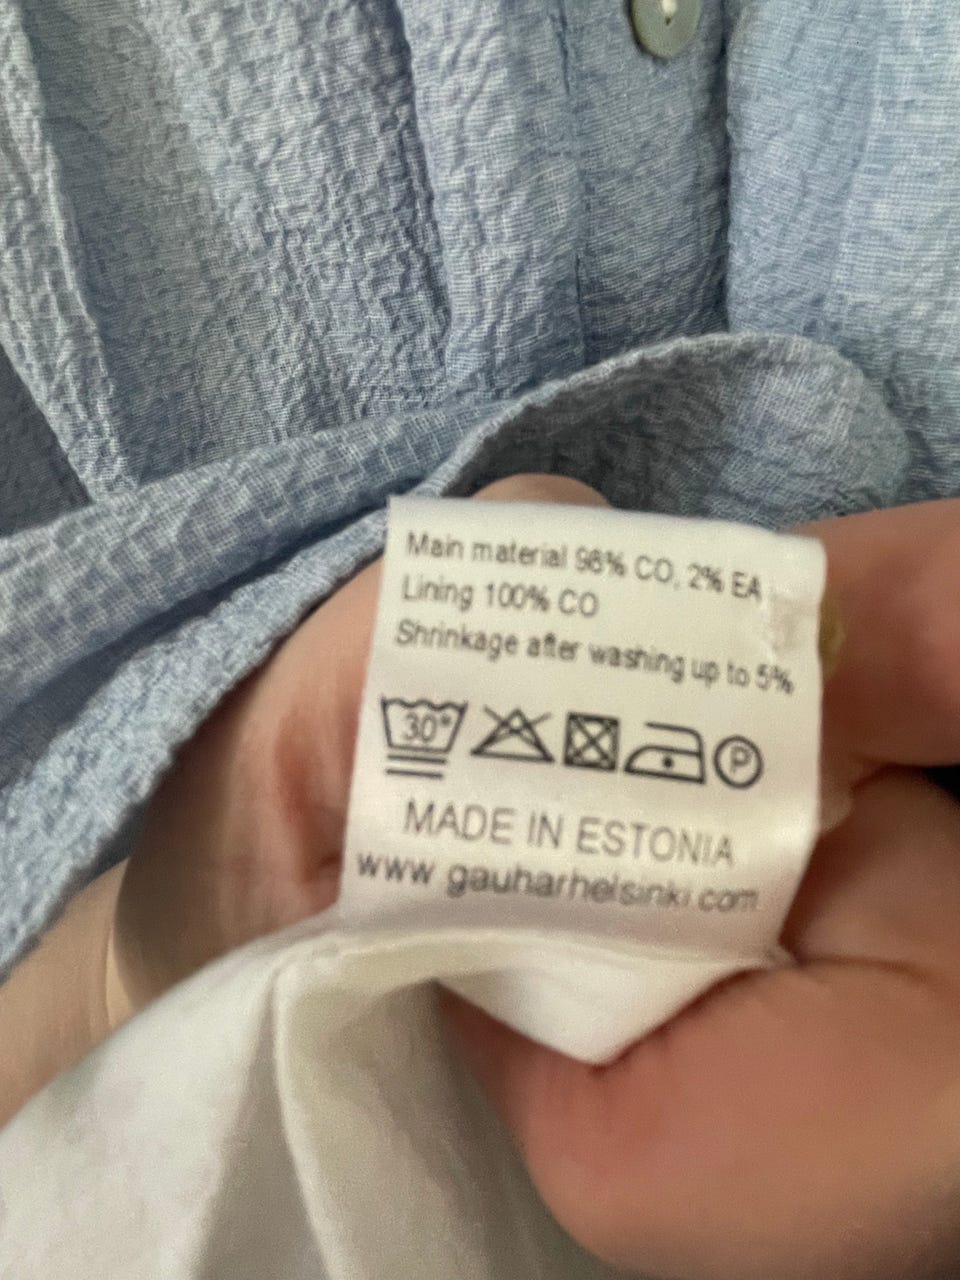 Main material 98% CO, 2% EA
Lining 100% CO
Shrinkage after washing up to 5%
30°
P
MADE IN ESTONIA
www.gauharhelsinki.com